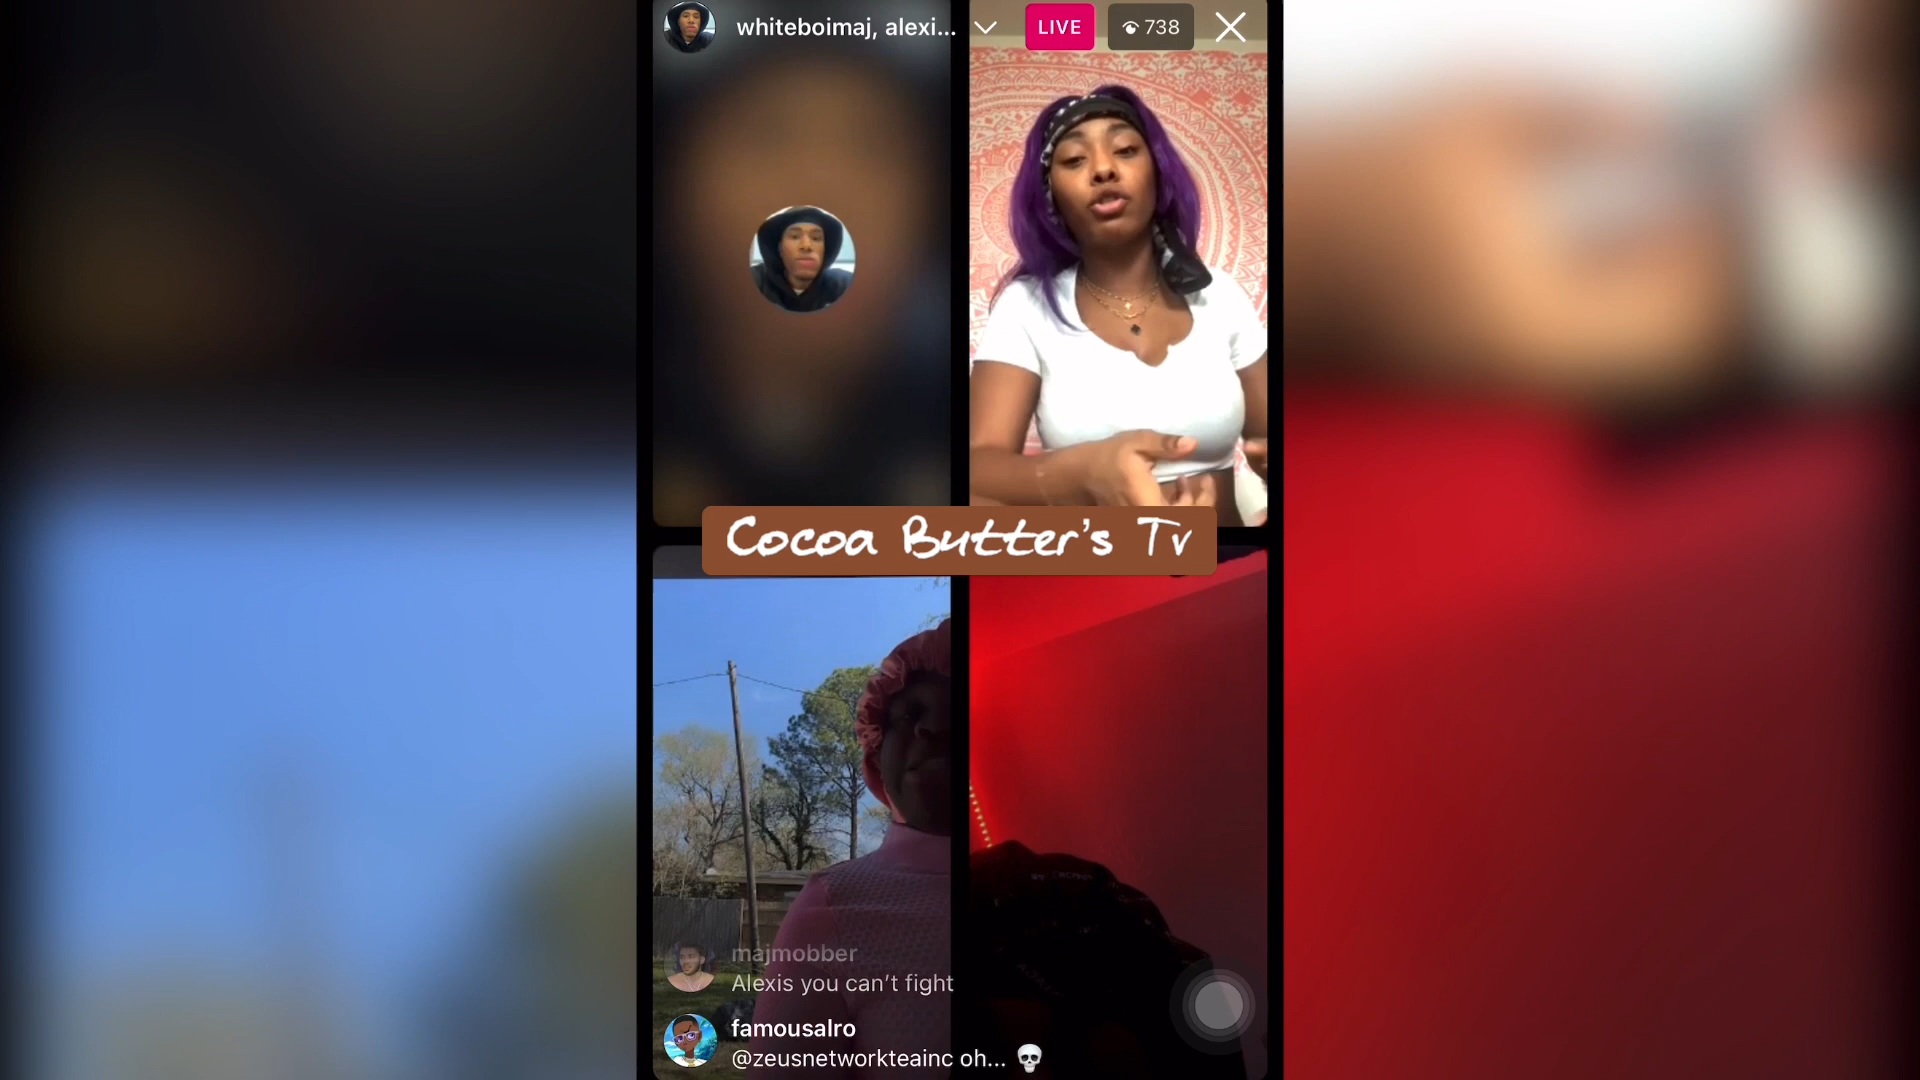 whiteboimaj, alexi...
LIVE
738
Cocoa Butter's Tv
majmobber
Alexis you can't fight
famousalro
@zeusnetworkteainc oh... 💀